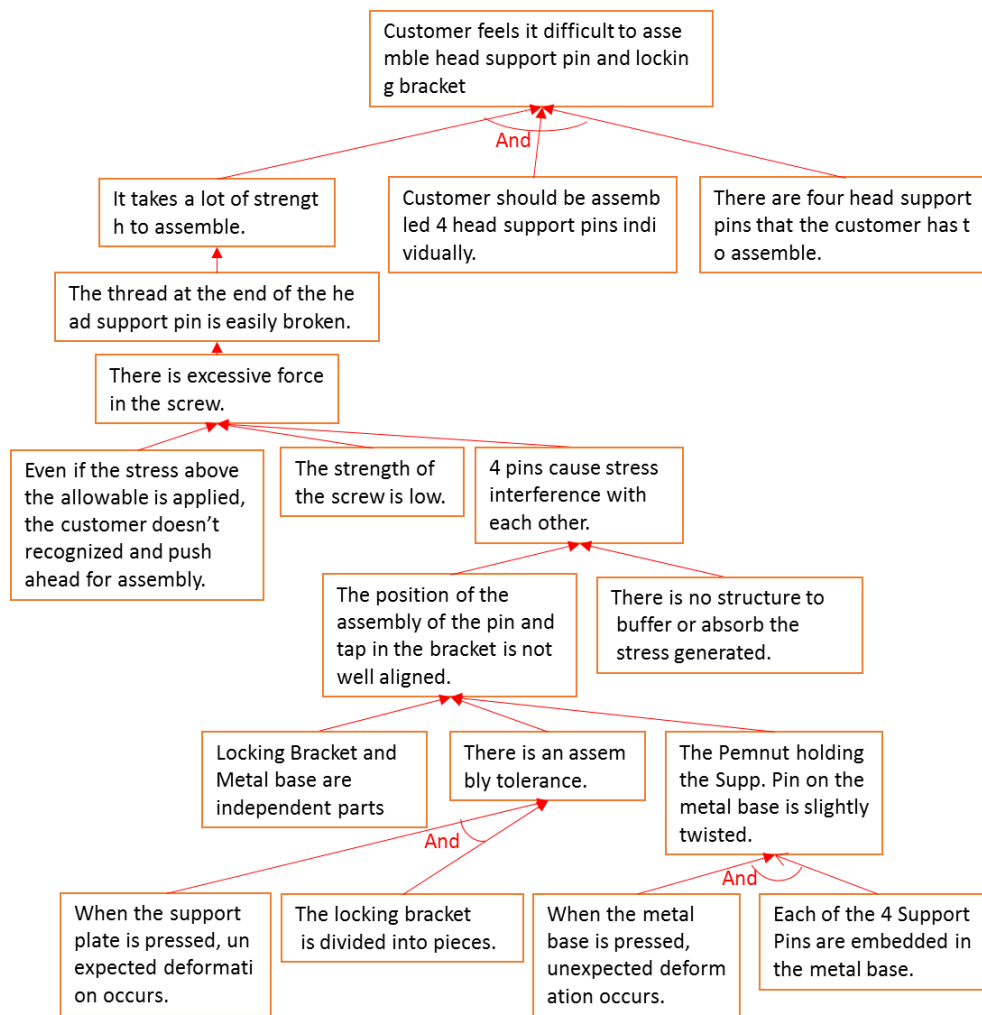 Customer feels it difficult to asse
mble head support pin and lockin
g bracket
And
It takes a lot of strengt
h to assemble.
Customer should be assemb
led 4 head support pins indi
vidually.
There are four head support
pins that the customer has t
o assemble.
The thread at the end of the he
ad support pin is easily broken.
There is excessive force
in the screw.
Even if the stress above
the allowable is applied,
the customer doesn't
recognized and push
ahead for assembly.
The strength of
the screw is low.
4 pins cause stress
interference with
each other.
The position of the
assembly of the pin and
tap in the bracket is not
well aligned.
There is no structure to
buffer or absorb the
stress generated.
Locking Bracket and
Metal base are
independent parts
There is an assem
bly tolerance.
The Pemnut holding
the Supp. Pin on the
metal base is slightly
twisted.
And
And
When the support
plate is pressed, un
expected deformati
on occurs.
The locking bracket
is divided into pieces.
When the metal
base is pressed,
unexpected deform
ation occurs.
Each of the 4 Support
Pins are embedded in
the metal base.